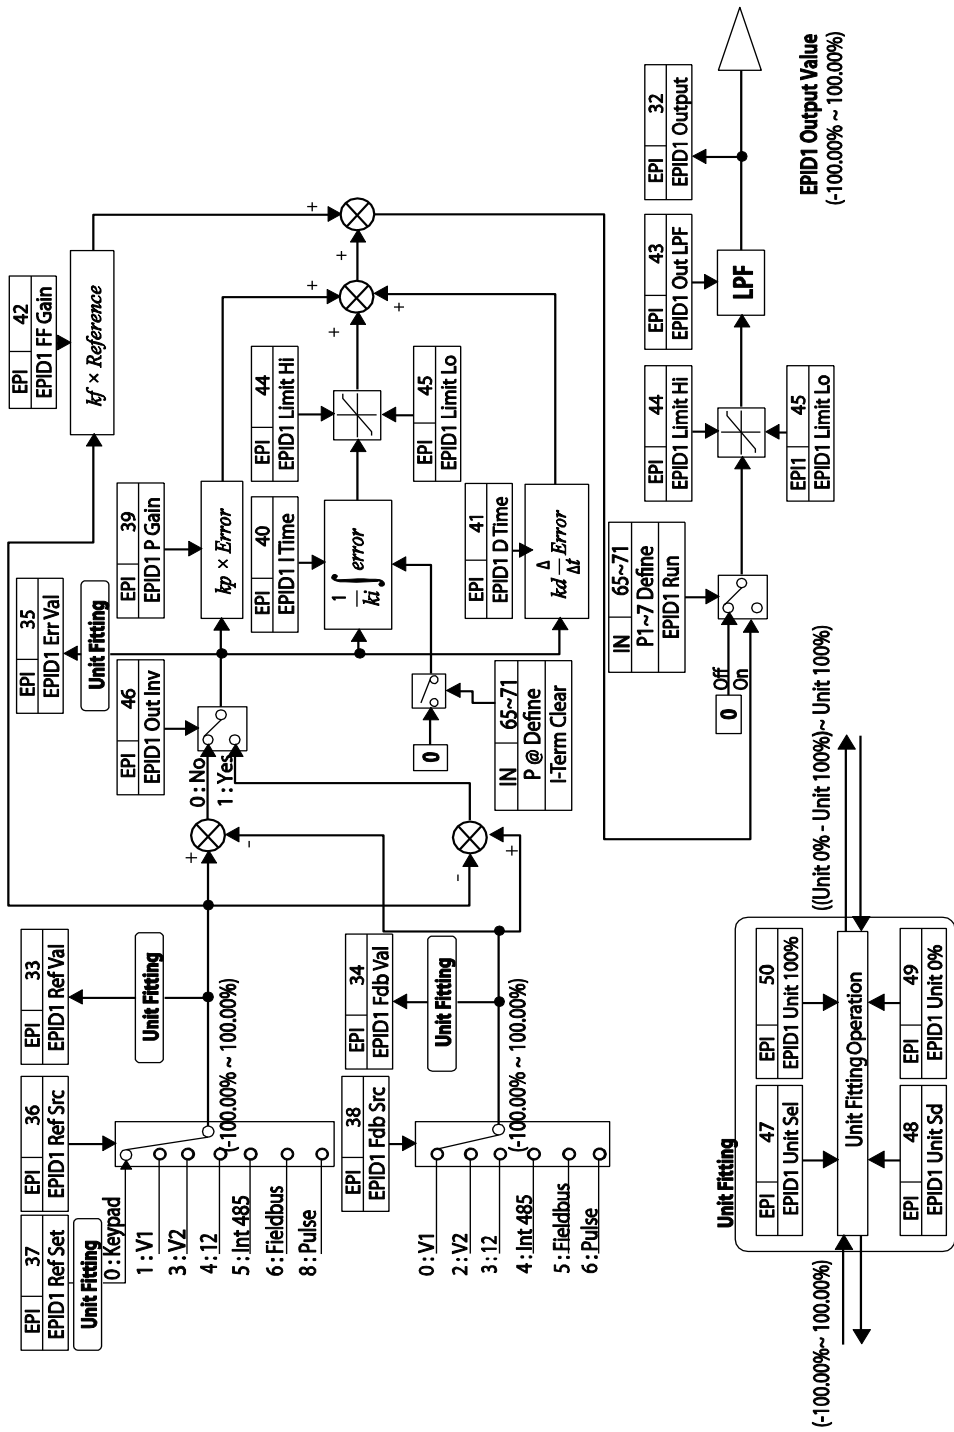 EPI 37
EPID1 Ref Set
Unit Fitting
EPI 36
EPID1 Ref Src
0 : Keypad
1 : V1
3 : V2
4 : 12
5 : Int 485
6 : Fieldbus
8 : Pulse
(-100.00% ~ 100.00%)
EPI 33
EPID1 Ref Val
Unit Fitting
EPI 38
EPID1 Fdb Src
0 : V1
2 : V2
3 : 12
4 : Int 485
5 : Fieldbus
6 : Pulse
(-100.00% ~ 100.00%)
EPI 34
EPID1 Fdb Val
Unit Fitting
+
-
-
+
0 : No
1 : Yes
EPI 46
EPID1 Out Inv
EPI 35
EPID1 Err Val
Unit Fitting
EPI 42
EPID1 FF Gain
kf × Reference
EPI 39
EPID1 P Gain
kp × Error
EPI 40
EPID1 I Time
1/ki ∫ error
EPI 44
EPID1 Limit Hi
EPI 45
EPID1 Limit Lo
EPI 41
EPID1 D Time
kd Δ/Δt Error
0
IN 65~71
P @ Define
I-Term Clear
+
+
+
+
+
IN 65~71
P1~7 Define
EPID1 Run
0
Off
On
EPI 44
EPID1 Limit Hi
EPI1 45
EPID1 Limit Lo
EPI 43
EPID1 Out LPF
LPF
EPI 32
EPID1 Output
EPID1 Output Value
(-100.00% ~ 100.00%)
Unit Fitting
EPI 47
EPID1 Unit Sel
EPI 50
EPID1 Unit 100%
Unit Fitting Operation
EPI 48
EPID1 Unit Sd
EPI 49
EPID1 Unit 0%
(-100.00%~ 100.00%)
((Unit 0% - Unit 100%)~ Unit 100%)